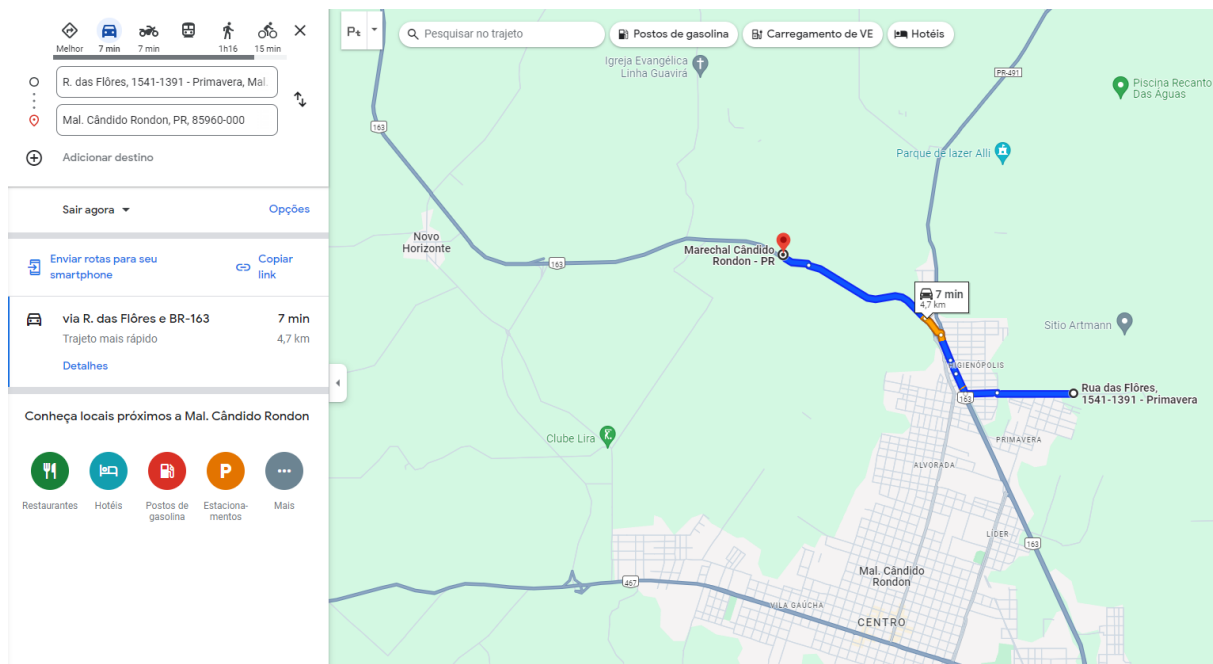 Melhor
7 min
7 min
1h16
15 min
R. das Flôres, 1541-1391 - Primavera, Mal.
Mal. Cândido Rondon, PR, 85960-000
Adicionar destino
Sair agora
Opções
Enviar rotas para seu
smartphone
Copiar
link
via R. das Flôres e BR-163
7 min
Trajeto mais rápido
4,7 km
Detalhes
Conheça locais próximos a Mal. Cândido Rondon
P
Restaurantes
Hotéis
Postos de
gasolina
Estaciona-
mentos
Mais
Pesquisar no trajeto
Postos de gasolina
Carregamento de VE
Hotéis
Igreja Evangélica
Linha Guavirá
PR-491
Piscina Recanto
Das Águas
163
Parque de lazer Alli
Novo
Horizonte
163
Marechal Cândido
Rondon - PR
7 min
4,7 km
Sitio Artmann
HIGIENÓPOLIS
163
Rua das Flôres,
1541-1391 - Primavera
Clube Lira
PRIMAVERA
ALVORADA
LÍDER
163
Mal. Cândido
Rondon
467
VILA GAÚCHA
CENTRO